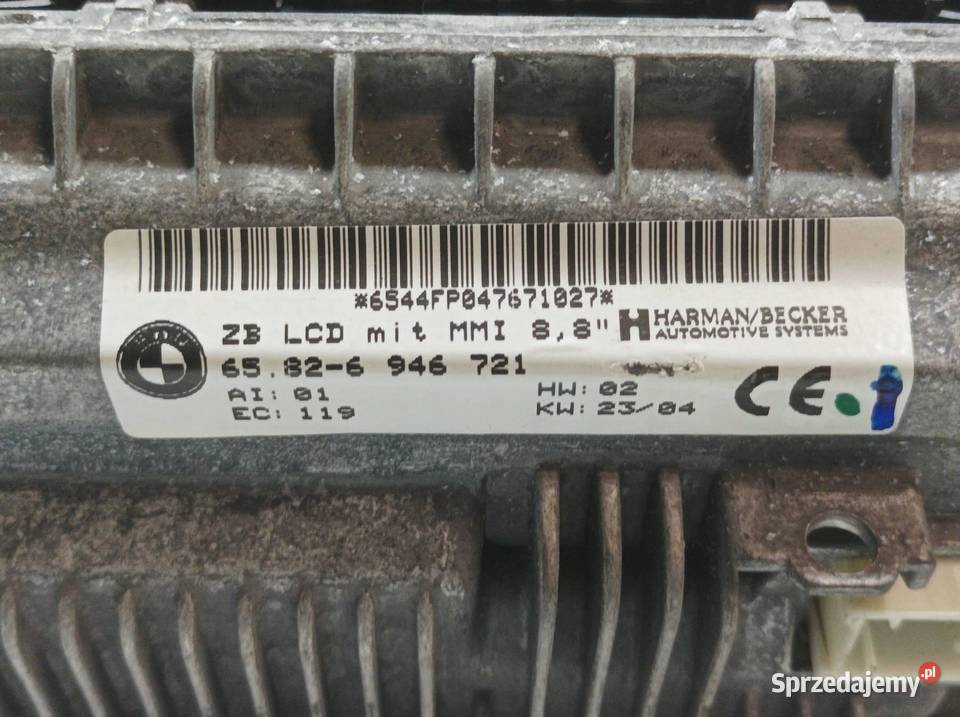 *6544FP047671027*
ZB LCD mit MMI 8,8"
HARMAN/BECKER
AUTOMOTIVE SYSTEMS
65.82-6 946 721
AI: 01
HW: 02
EC: 119
KW: 23/04
CE
Sprzedajemy.pl